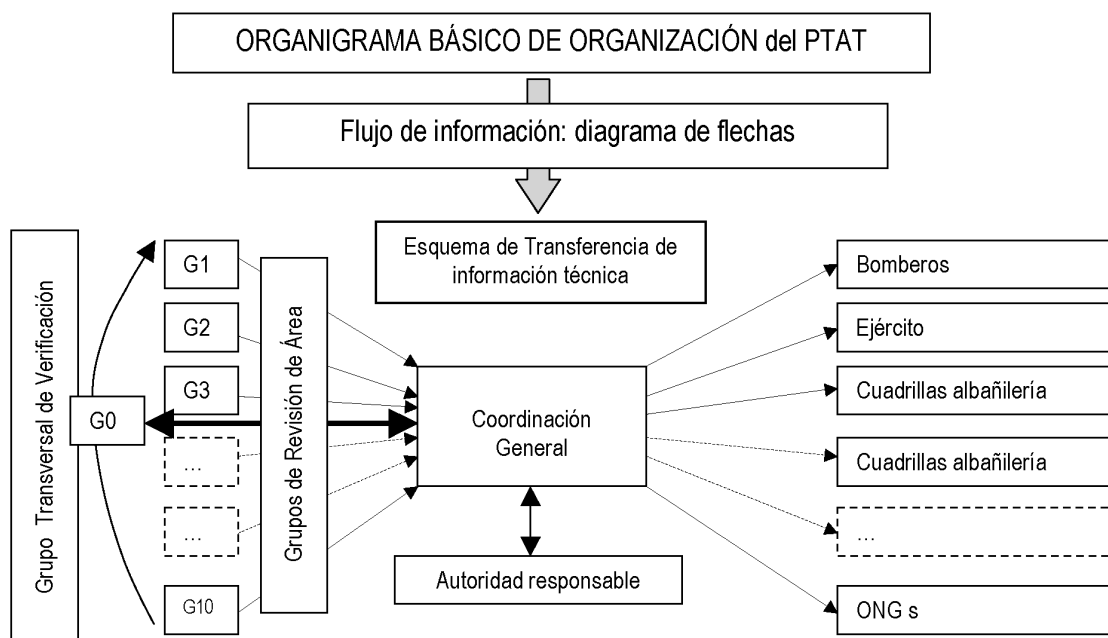 ORGANIGRAMA BÁSICO DE ORGANIZACIÓN del PTAT
Flujo de información: diagrama de flechas
Esquema de Transferencia de
información técnica
Grupo Transversal de Verificación
G0
G1
G2
G3
...
...
G10
Grupos de Revisión de Área
Coordinación
General
Autoridad responsable
Bomberos
Ejército
Cuadrillas albañilería
Cuadrillas albañilería
...
ONG s